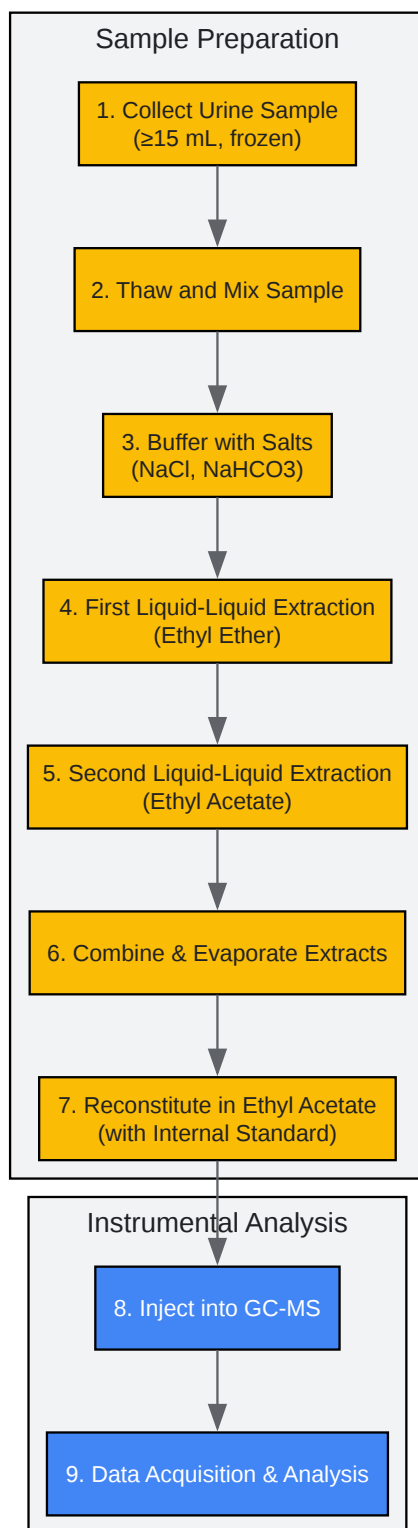 Sample Preparation
1. Collect Urine Sample
(≥15 mL, frozen)
2. Thaw and Mix Sample
3. Buffer with Salts
(NaCl, NaHCO3)
4. First Liquid-Liquid Extraction
(Ethyl Ether)
5. Second Liquid-Liquid Extraction
(Ethyl Acetate)
6. Combine & Evaporate Extracts
7. Reconstitute in Ethyl Acetate
(with Internal Standard)
Instrumental Analysis
8. Inject into GC-MS
9. Data Acquisition & Analysis